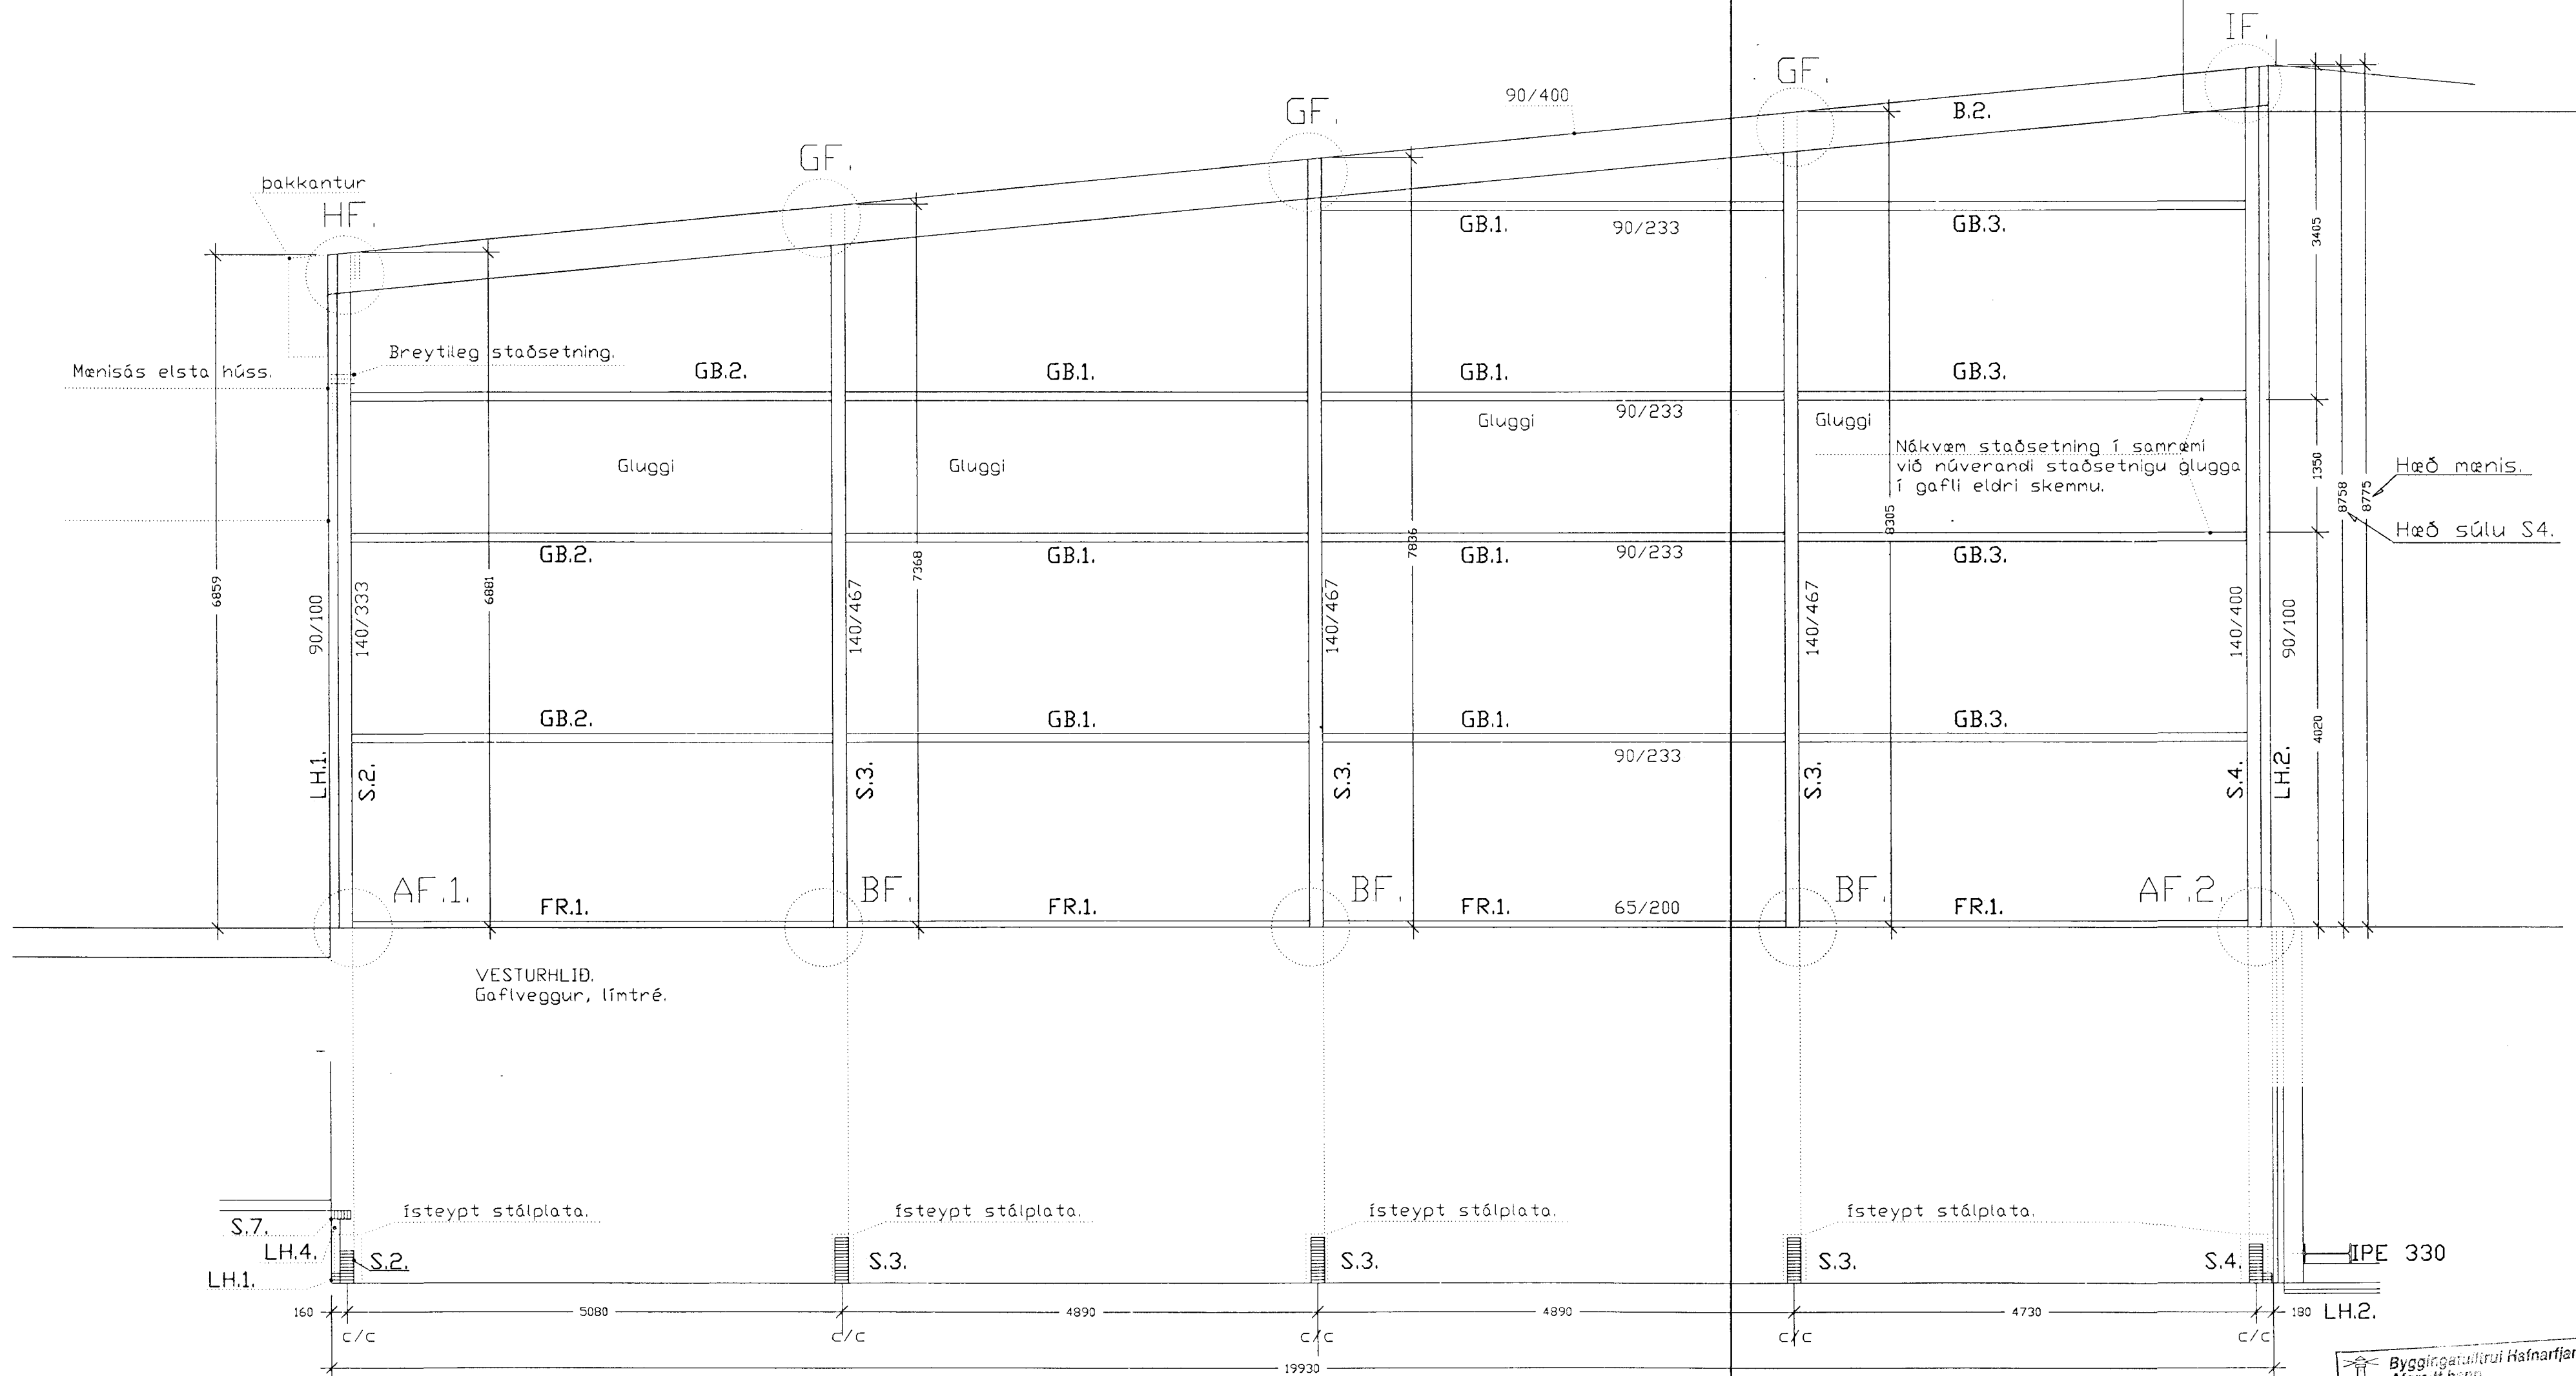 IF.
GF.
90/400
B.2.
GF.
GF.
þakkantur
HF.
GB.1.
90/233
GB.3.
3405
Breytileg staðsetning.
Mænisás elsta húss.
GB.2.
GB.1.
GB.1.
GB.3.
90/233
Gluggi
Gluggi
Gluggi
Gluggi
Nákvæm staðsetning í samræmi
við núverandi staðsetnigu glugga
í gafli eldri skemmu.
1350
8758
8775
Hæð mænis.
Hæð súlu S4.
8305
7836
GB.2.
GB.1.
GB.1.
90/233
GB.3.
6859
90/100
140/333
6881
140/467
7368
140/467
140/467
140/400
90/100
GB.2.
GB.1.
GB.1.
GB.3.
4020
90/233
LH.1.
S.2.
S.3.
S.3.
S.3.
S.4.
LH.2.
AF.1.
BF.
BF.
BF.
AF.2.
FR.1.
FR.1.
FR.1.
65/200
FR.1.
VESTURHLIÐ.
Gaflveggur, límtré.
ísteypt stálplata.
ísteypt stálplata.
ísteypt stálplata.
ísteypt stálplata.
S.7.
LH.4.
S.2.
S.3.
S.3.
S.3.
S.4.
IPE 330
LH.1.
160
5080
4890
4890
4730
180
LH.2.
c/c
c/c
c/c
c/c
c/c
19930